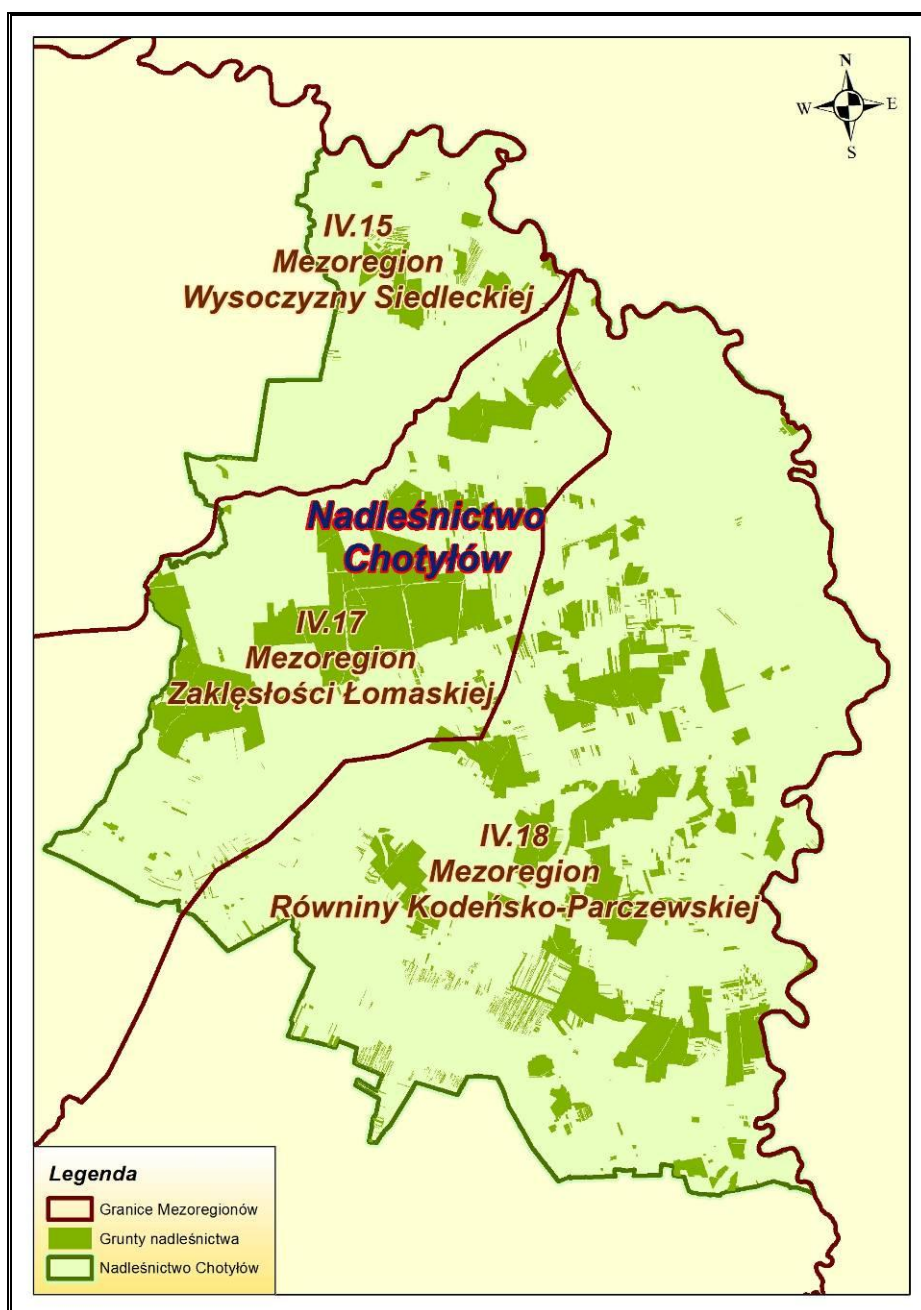 N
W E
S
IV.15
Mezoregion
Wysoczyzny Siedleckiej
Nadleśnictwo
Chotyłów
IV.17
Mezoregion
Zaklęsłości Łomaskiej
IV.18
Mezoregion
Równiny Kodeńsko-Parczewskiej
Legenda
Granice Mezoregionów
Grunty nadleśnictwa
Nadleśnictwo Chotyłów